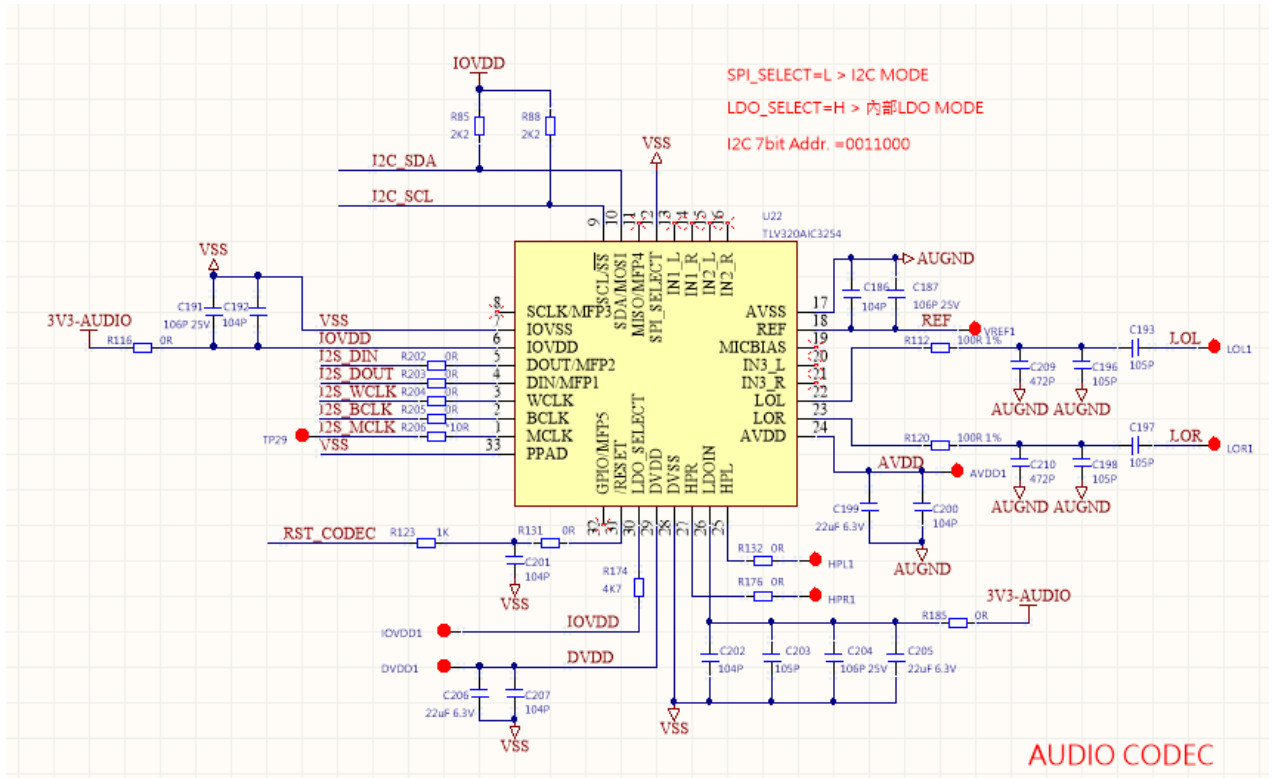 IOVDD
SPI_SELECT=L > I2C MODE
LDO_SELECT=H > 內部LDO MODE
I2C 7bit Addr. =0011000
R85
2K2
R88
2K2
VSS
I2C_SDA
I2C_SCL
9
10
11
12
13
14
15
16
U22
TLV320AIC3254
SCL/SS
SDA/MOSI
MISO/MFP4
SPI_SELECT
IN1_L
IN1_R
IN2_L
IN2_R
VSS
C191
106P 25V
C192
104P
3V3-AUDIO
R116
0R
VSS
IOVDD
I2S_DIN
R202
0R
I2S_DOUT
R203
0R
I2S_WCLK
R204
0R
I2S_BCLK
R205
0R
I2S_MCLK
R206
*10R
TP29
VSS
8
SCLK/MFP3
7
IOVSS
6
IOVDD
5
DOUT/MFP2
4
DIN/MFP1
3
WCLK
2
BCLK
1
MCLK
33
PPAD
AVSS
17
REF
18
MICBIAS
19
IN3_L
20
IN3_R
21
LOL
22
LOR
23
AVDD
24
AUGND
C186
104P
C187
106P 25V
REF
VREF1
R112
100R 1%
C209
472P
C196
105P
C193
105P
LOL
LOL1
AUGND
AUGND
R120
100R 1%
C210
472P
C198
105P
C197
105P
LOR
LOR1
AUGND
AUGND
AVDD
AVDD1
C199
22uF 6.3V
C200
104P
AUGND
GPIO/MFP5
/RESET
LDO_SELECT
DVDD
DVSS
HPR
LDOIN
HPL
32
31
30
29
28
27
26
25
RST_CODEC
R123
1K
R131
0R
C201
104P
VSS
R174
4K7
R132
0R
HPL1
R176
0R
HPR1
3V3-AUDIO
R185
0R
IOVDD1
IOVDD
DVDD1
DVDD
C202
104P
C203
105P
C204
106P 25V
C205
22uF 6.3V
C206
22uF 6.3V
C207
104P
VSS
VSS
AUDIO CODEC